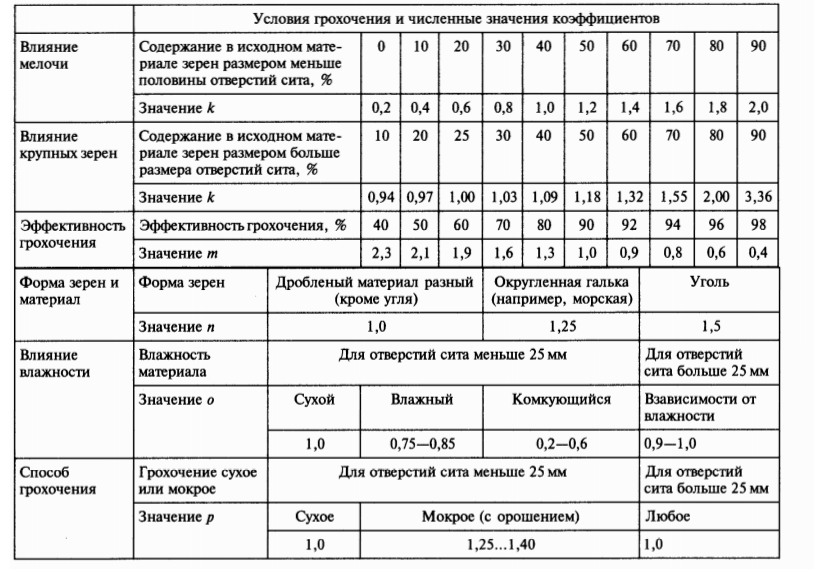 Условия грохочения и численные значения коэффициентов
Влияние мелочи
Содержание в исходном мате-
риале зерен размером меньше
половины отверстий сита, %
0 10 20 30 40 50 60 70 80 90
Значение k
0,2 0,4 0,6 0,8 1,0 1,2 1,4 1,6 1,8 2,0
Влияние
крупных зерен
Содержание в исходном мате-
риале зерен размером больше
размера отверстий сита, %
10 20 25 30 40 50 60 70 80 90
Значение k
0,94 0,97 1,00 1,03 1,09 1,18 1,32 1,55 2,00 3,36
Эффективность
грохочения
Эффективность грохочения, %
40 50 60 70 80 90 92 94 96 98
Значение m
2,3 2,1 1,9 1,6 1,3 1,0 0,9 0,8 0,6 0,4
Форма зерен и
материал
Форма зерен
Дробленый материал разный
(кроме угля)
Округленная галька
(например, морская)
Уголь
Значение n
1,0 1,25 1,5
Влияние
влажности
Влажность
материала
Для отверстий сита меньше 25 мм
Для отверстий
сита больше 25 мм
Значение o
Сухой
Влажный
Комкующийся
Взависимости от
влажности
1,0 0,75—0,85 0,2—0,6 0,9—1,0
Способ
грохочения
Грохочение сухое
или мокрое
Для отверстий сита меньше 25 мм
Для отверстий
сита больше 25 мм
Значение p
Сухое
Мокрое (с орошением)
Любое
1,0 1,25...1,40 1,0